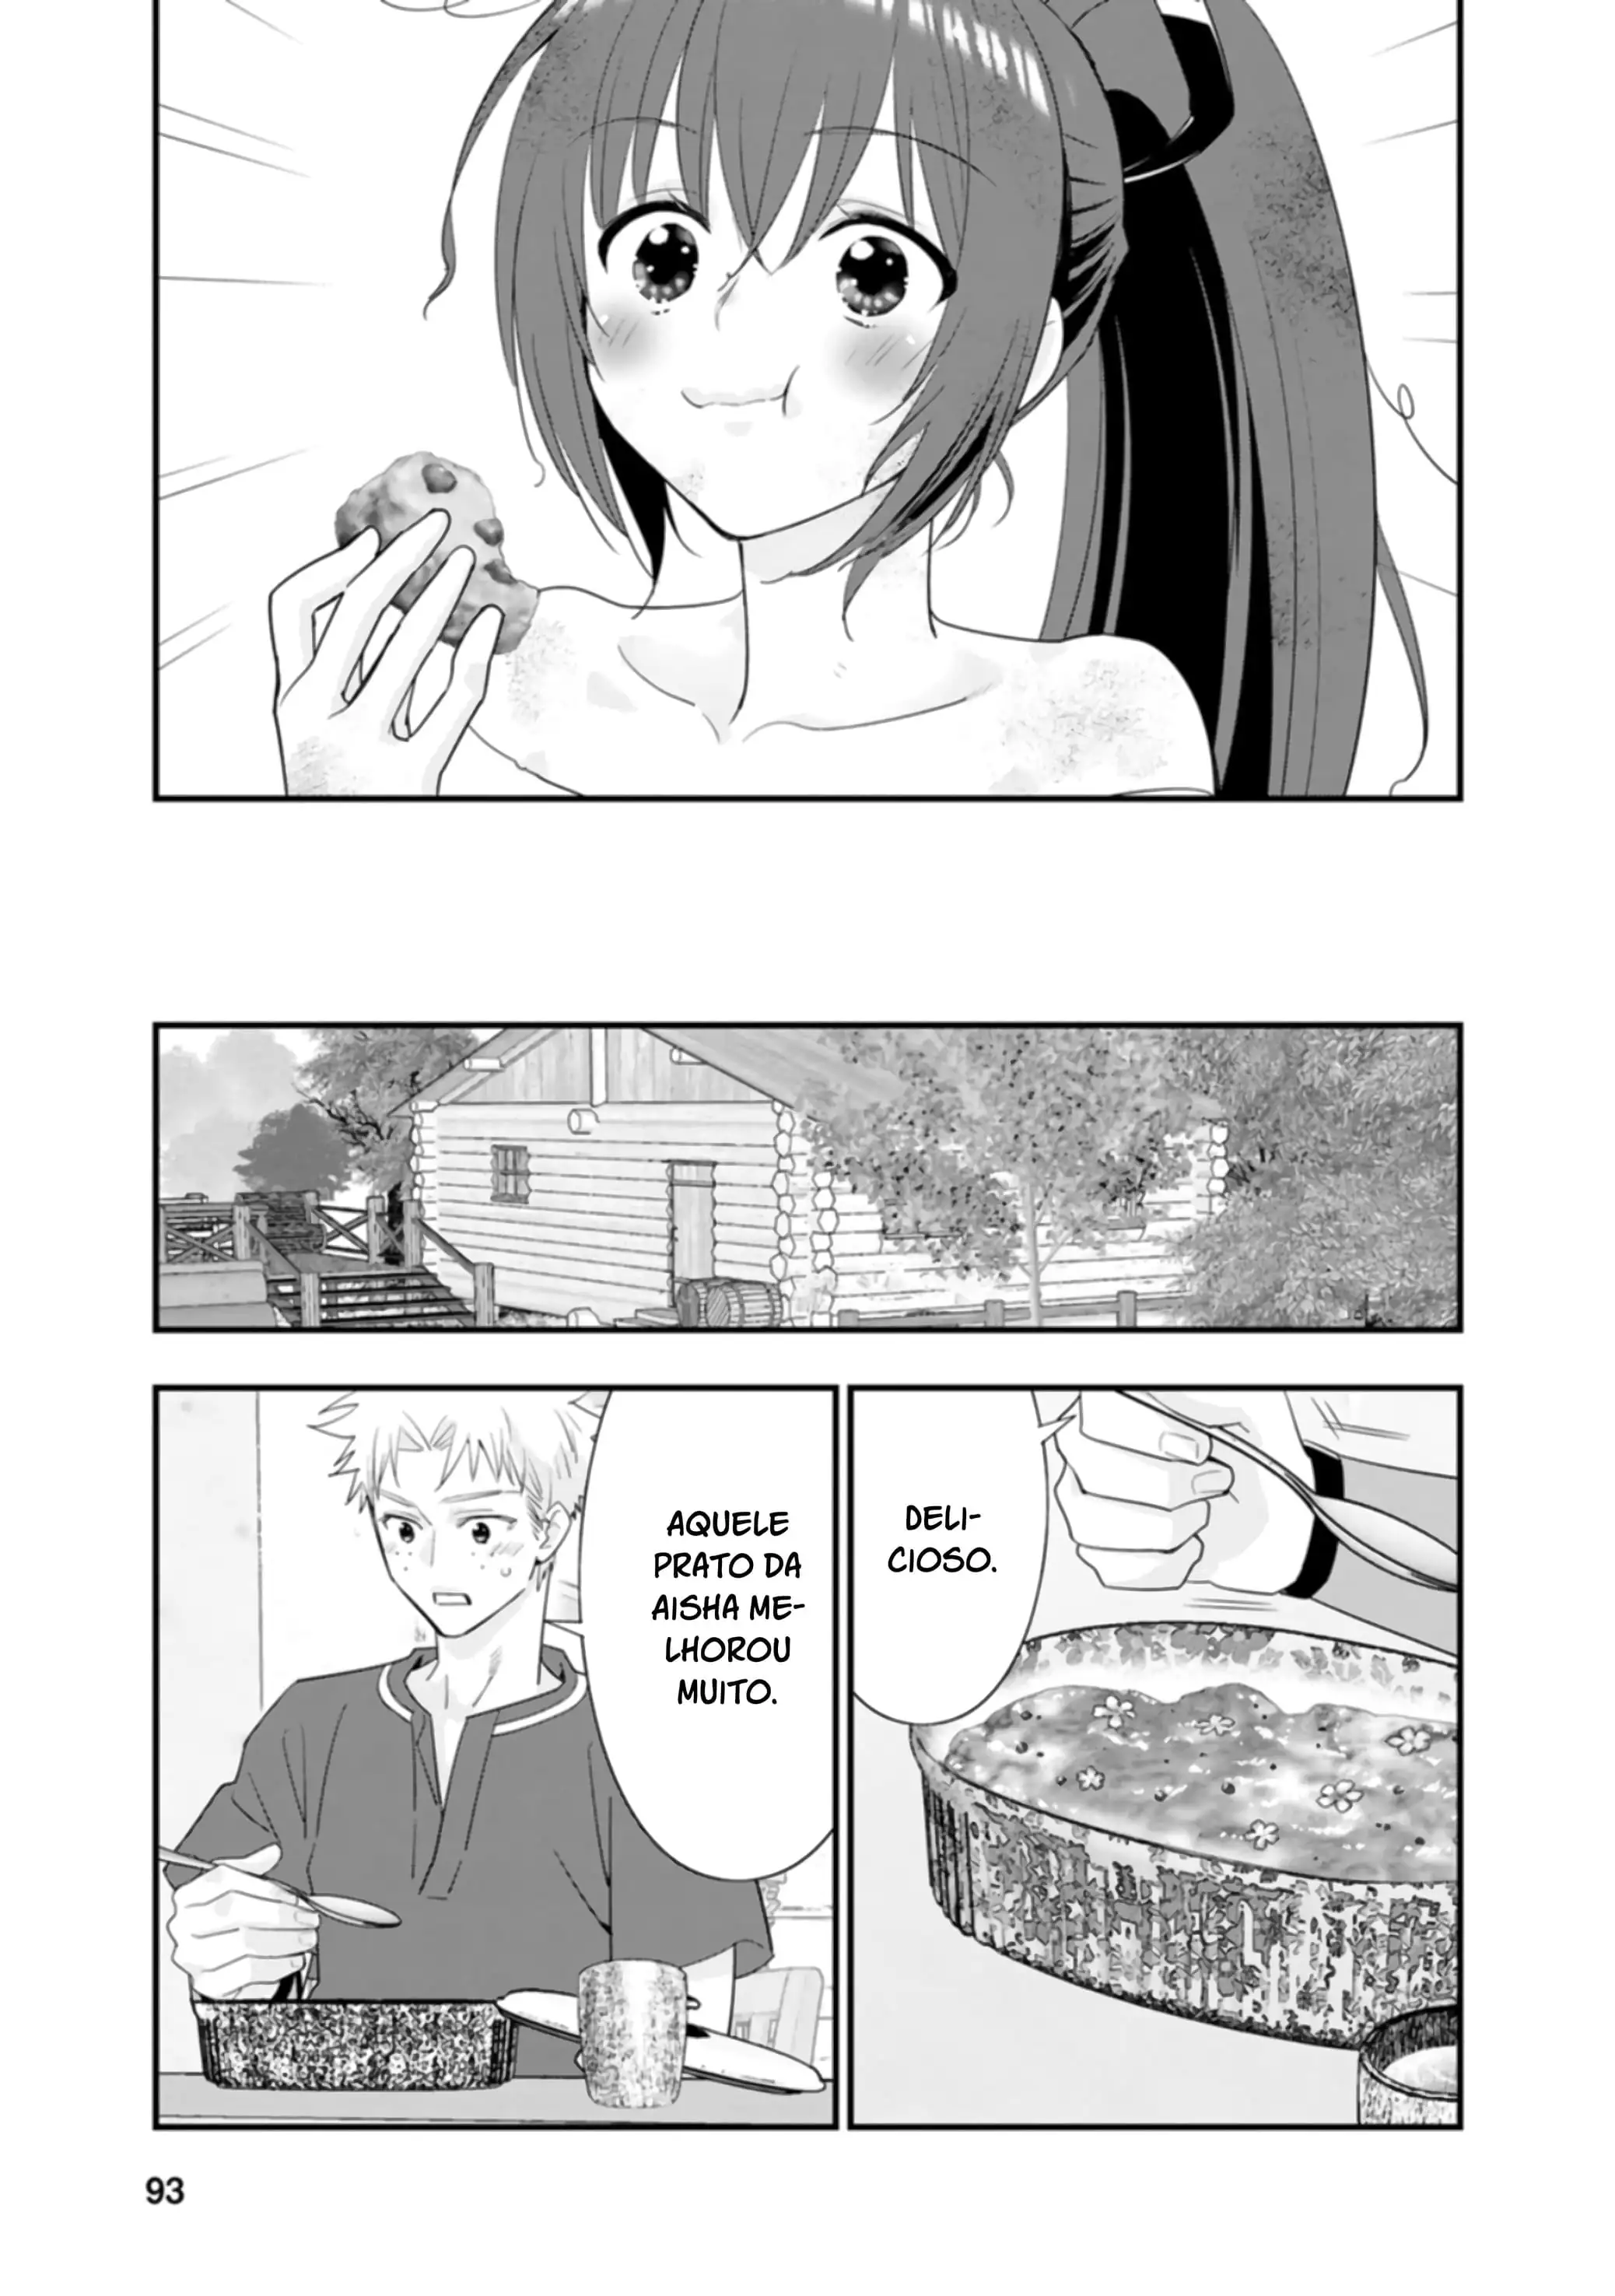 DELI-
CIOSO.
AQUELE
PRATO DA
AISHA ME-
LHOROU
MUITO.
93